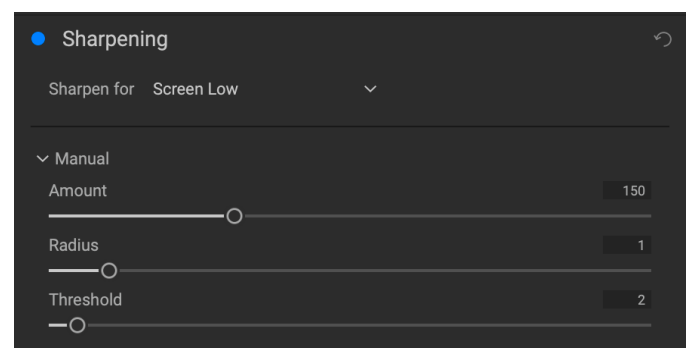 Sharpening
Sharpen for Screen Low
Manual
Amount 150
Radius 1
Threshold 2